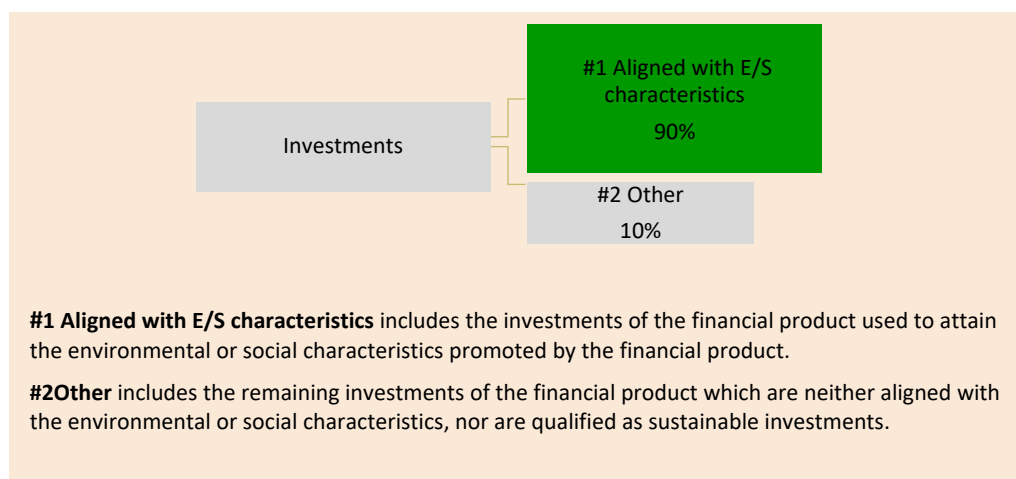 #1 Aligned with E/S
characteristics
90%
Investments
#2 Other
10%
#1 Aligned with E/S characteristics includes the investments of the financial product used to attain
the environmental or social characteristics promoted by the financial product.
#2Other includes the remaining investments of the financial product which are neither aligned with
the environmental or social characteristics, nor are qualified as sustainable investments.